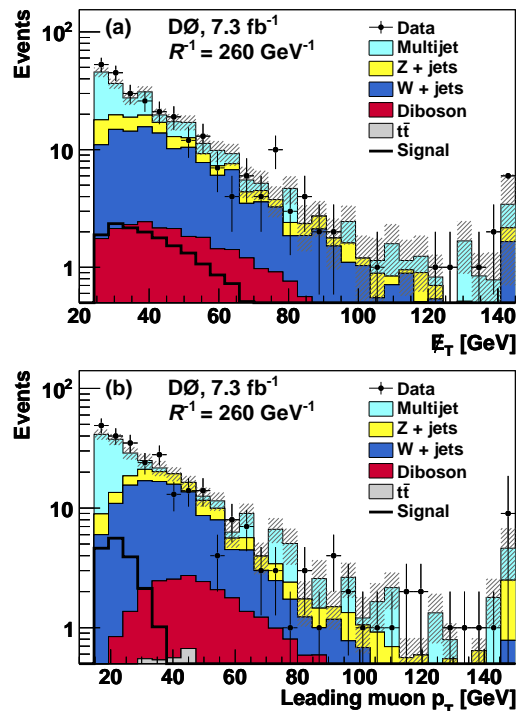 (a) DØ, 7.3 fb⁻¹
R⁻¹ = 260 GeV⁻¹
Data
Multijet
Z + jets
W + jets
Diboson
tt̄
Signal
Events
10²
10
1
20 40 60 80 100 120 140
E̸_T [GeV]
(b) DØ, 7.3 fb⁻¹
R⁻¹ = 260 GeV⁻¹
Data
Multijet
Z + jets
W + jets
Diboson
tt̄
Signal
Events
10²
10
1
20 40 60 80 100 120 140
Leading muon p_T [GeV]